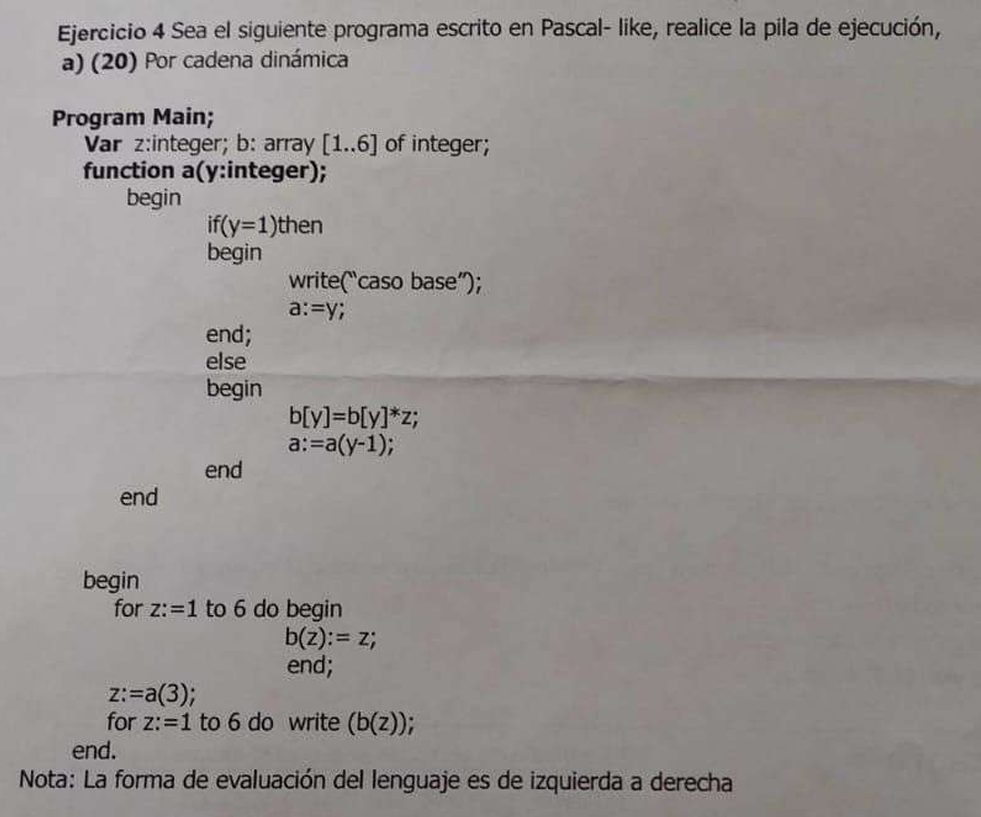 Ejercicio 4 Sea el siguiente programa escrito en Pascal- like, realice la pila de ejecución,
a) (20) Por cadena dinámica
Program Main;
Var z:integer; b: array [1..6] of integer;
function a(y:integer);
begin
if(y=1)then
begin
write(“caso base”);
a:=y;
end;
else
begin
b[y]=b[y]*z;
a:=a(y-1);
end
end
begin
for z:=1 to 6 do begin
b(z):= z;
end;
z:=a(3);
for z:=1 to 6 do write (b(z));
end.
Nota: La forma de evaluación del lenguaje es de izquierda a derecha